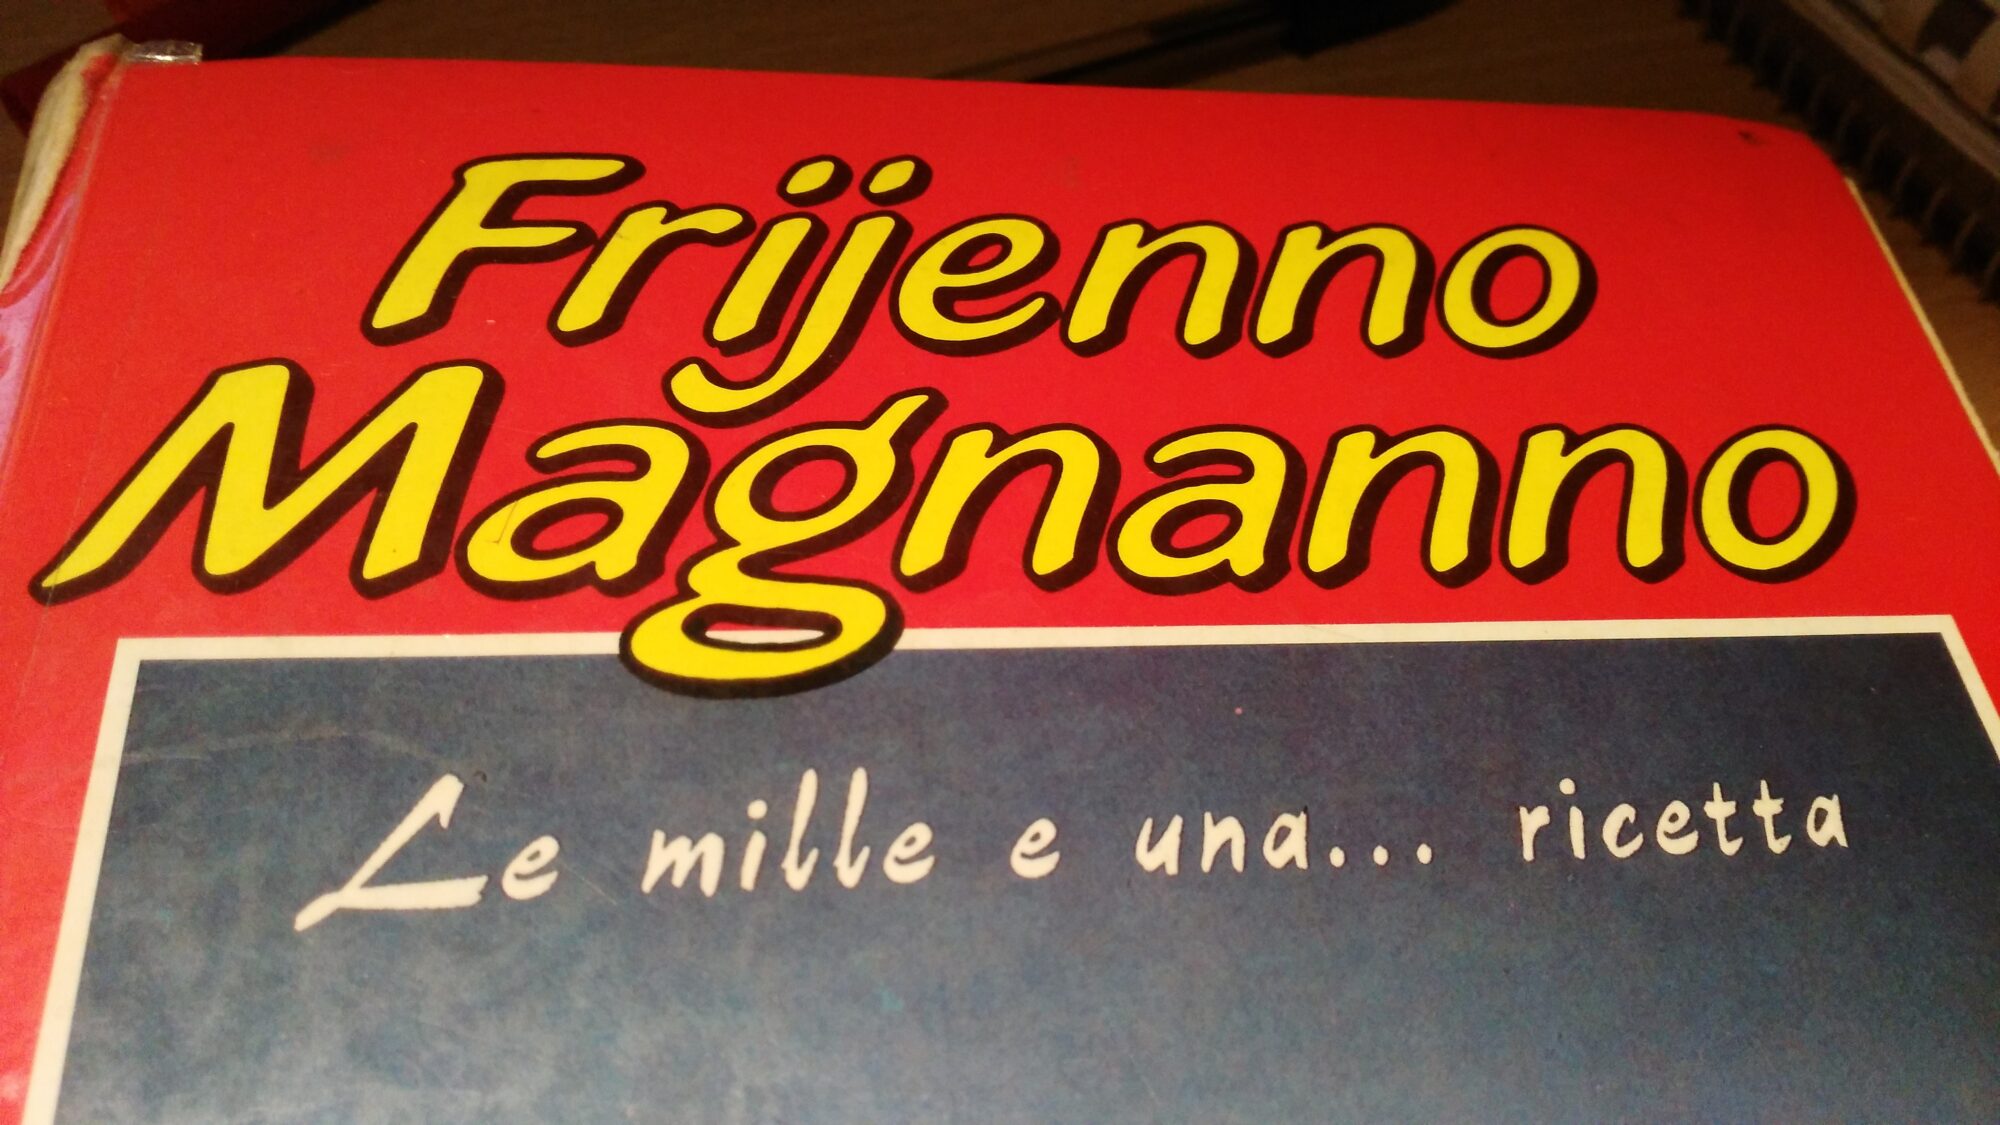 Frijenno
Magnanno
Le mille e una... ricetta